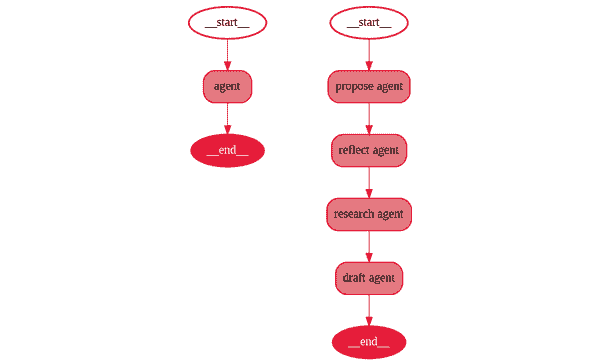 __start__
agent
__end__
__start__
propose agent
reflect agent
research agent
draft agent
__end__